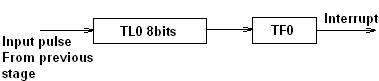 Input pulse
From previous
stage
TL0 8bits
TF0
Interrupt